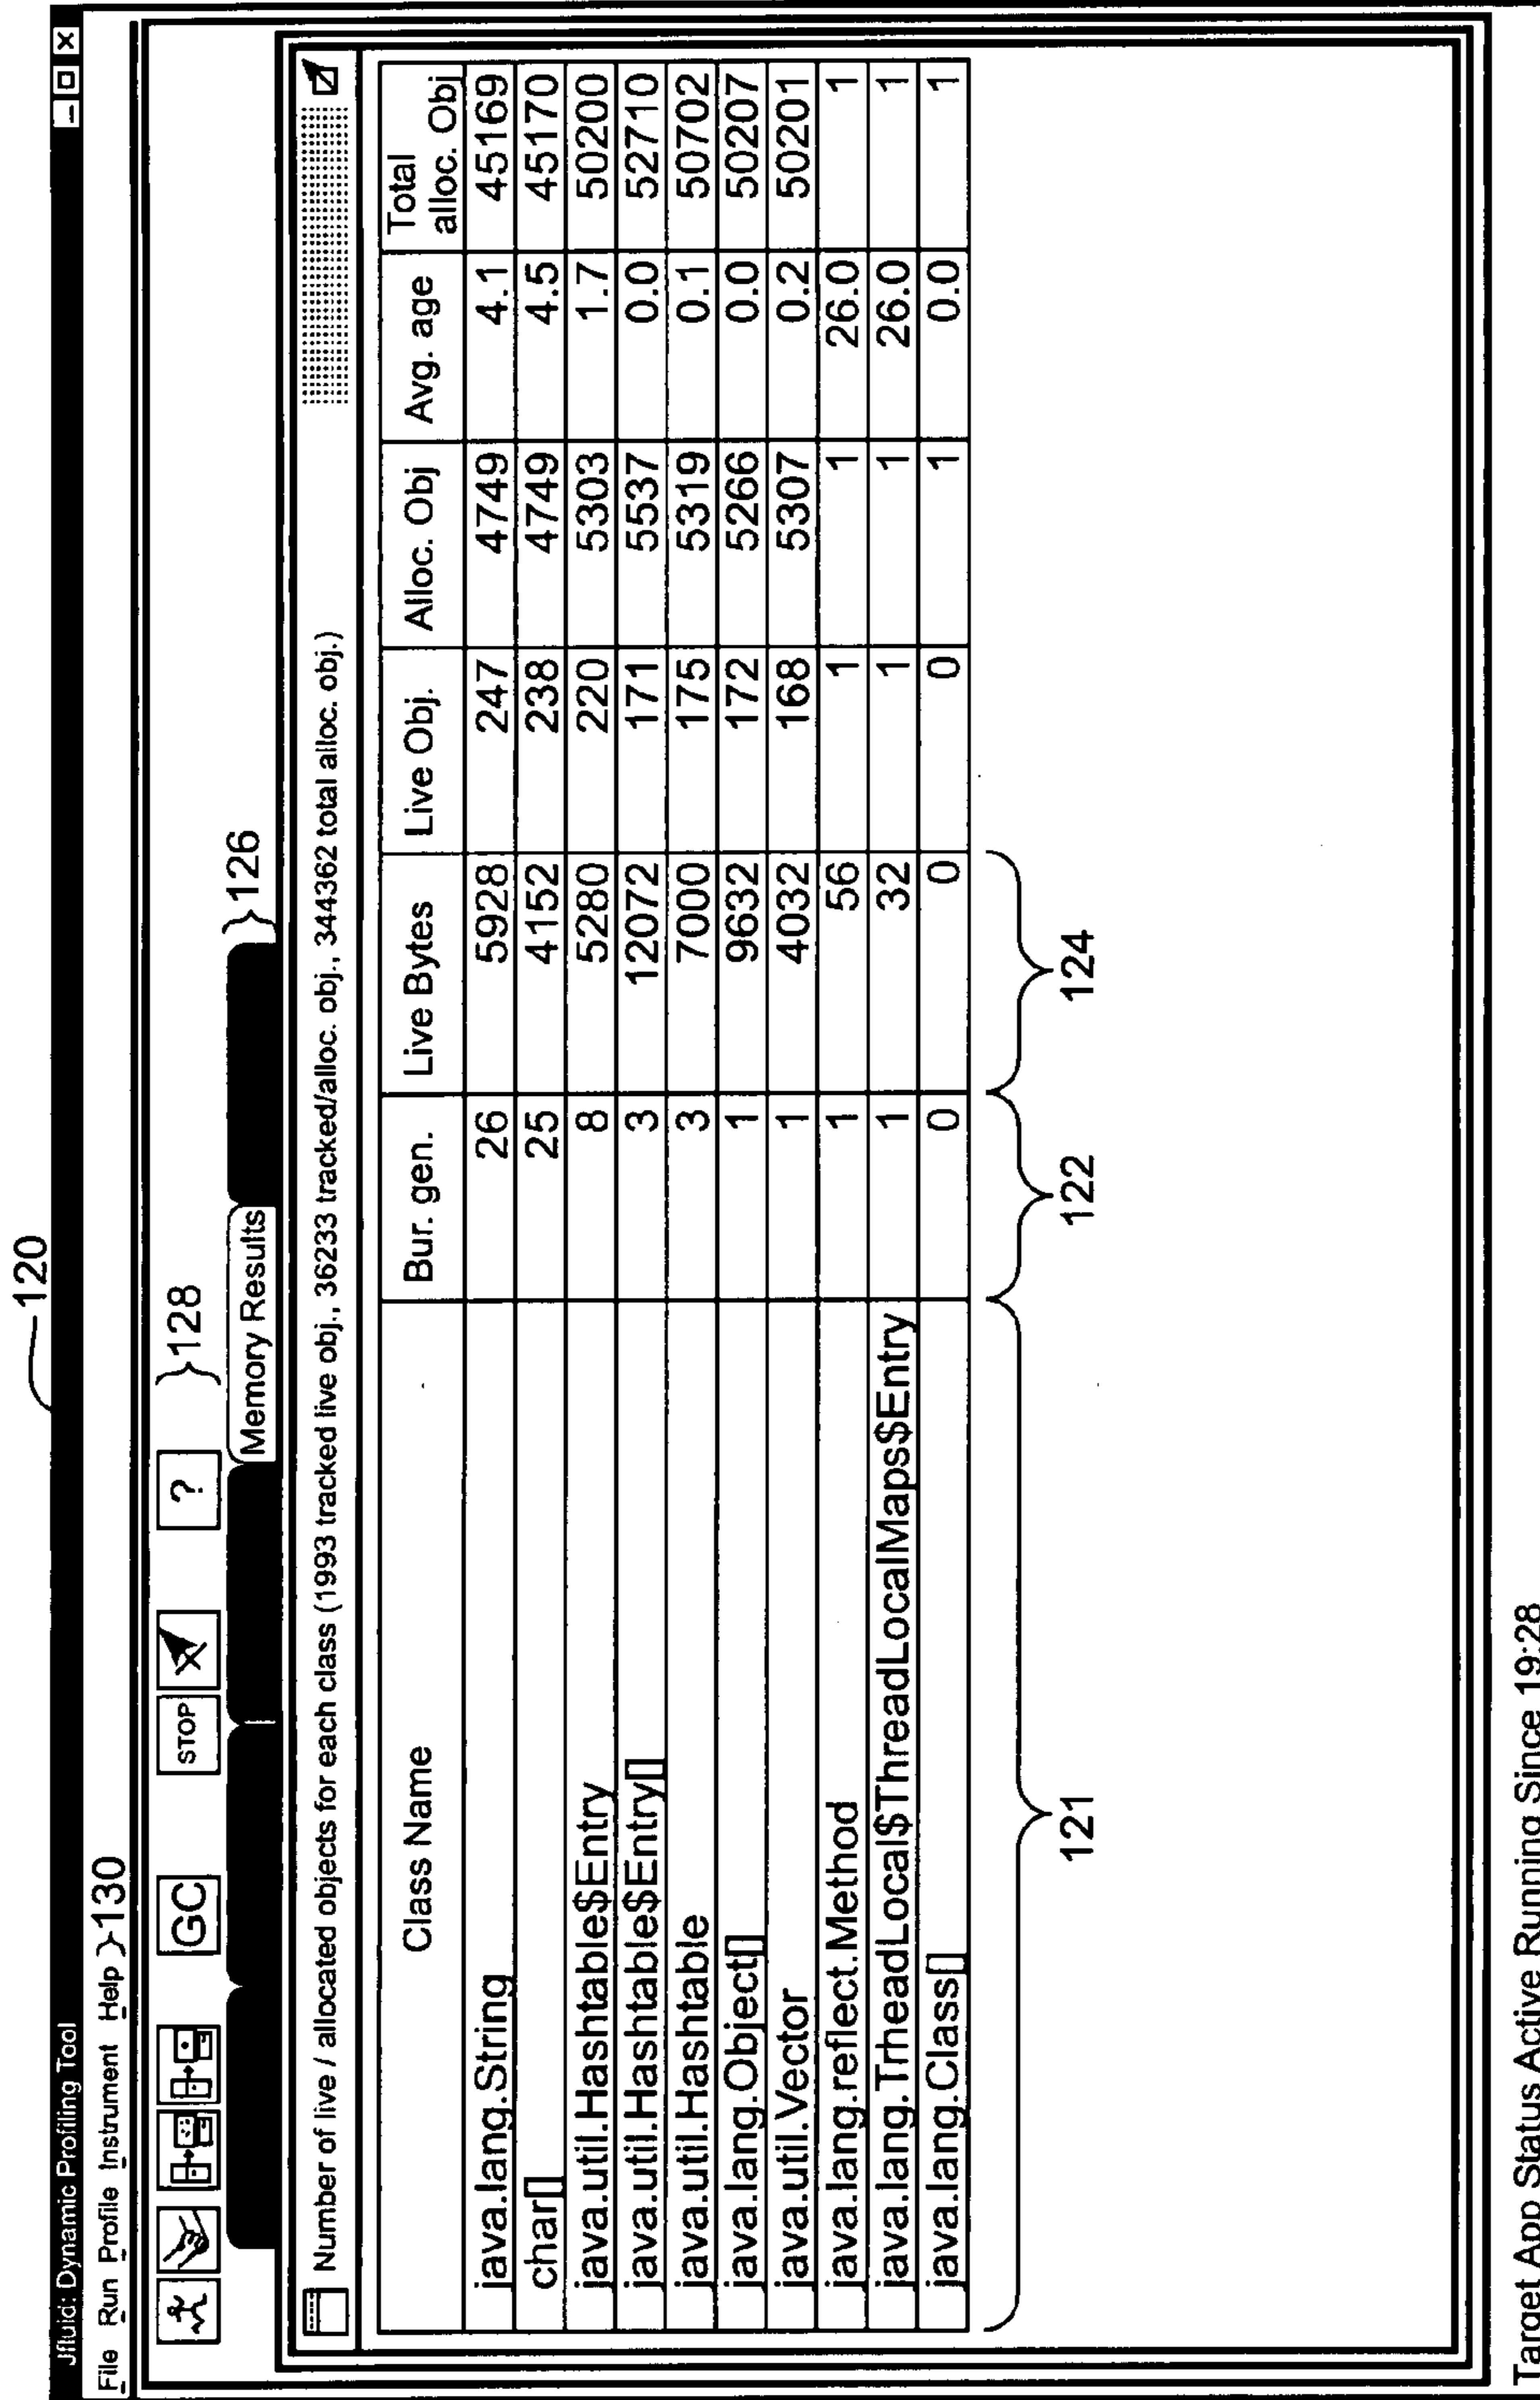 120
Jfluid: Dynamic Profiling Tool
File Run Profile Instrument Help 130
GC STOP ? 128
Memory Results 126
Number of live / allocated objects for each class (1993 tracked live obj., 36233 tracked/alloc. obj., 344362 total alloc. obj.)
Class Name Bur. gen. Live Bytes Live Obj. Alloc. Obj Avg. age Total alloc. Obj
java.lang.String 26 5928 247 4749 4.1 45169
char[] 25 4152 238 4749 4.5 45170
java.util.Hashtable$Entry 8 5280 220 5303 1.7 50200
java.util.Hashtable$Entry[] 3 12072 171 5537 0.0 52710
java.util.Hashtable 3 7000 175 5319 0.1 50702
java.lang.Object[] 1 9632 172 5266 0.0 50207
java.util.Vector 1 4032 168 5307 0.2 50201
java.lang.reflect.Method 1 56 1 1 26.0 1
java.lang.TrheadLocal$ThreadLocalMaps$Entry 1 32 1 1 26.0 1
java.lang.Class[] 0 0 0 1 0.0 1
121 122 124
Target App Status Active Running Since 19:28